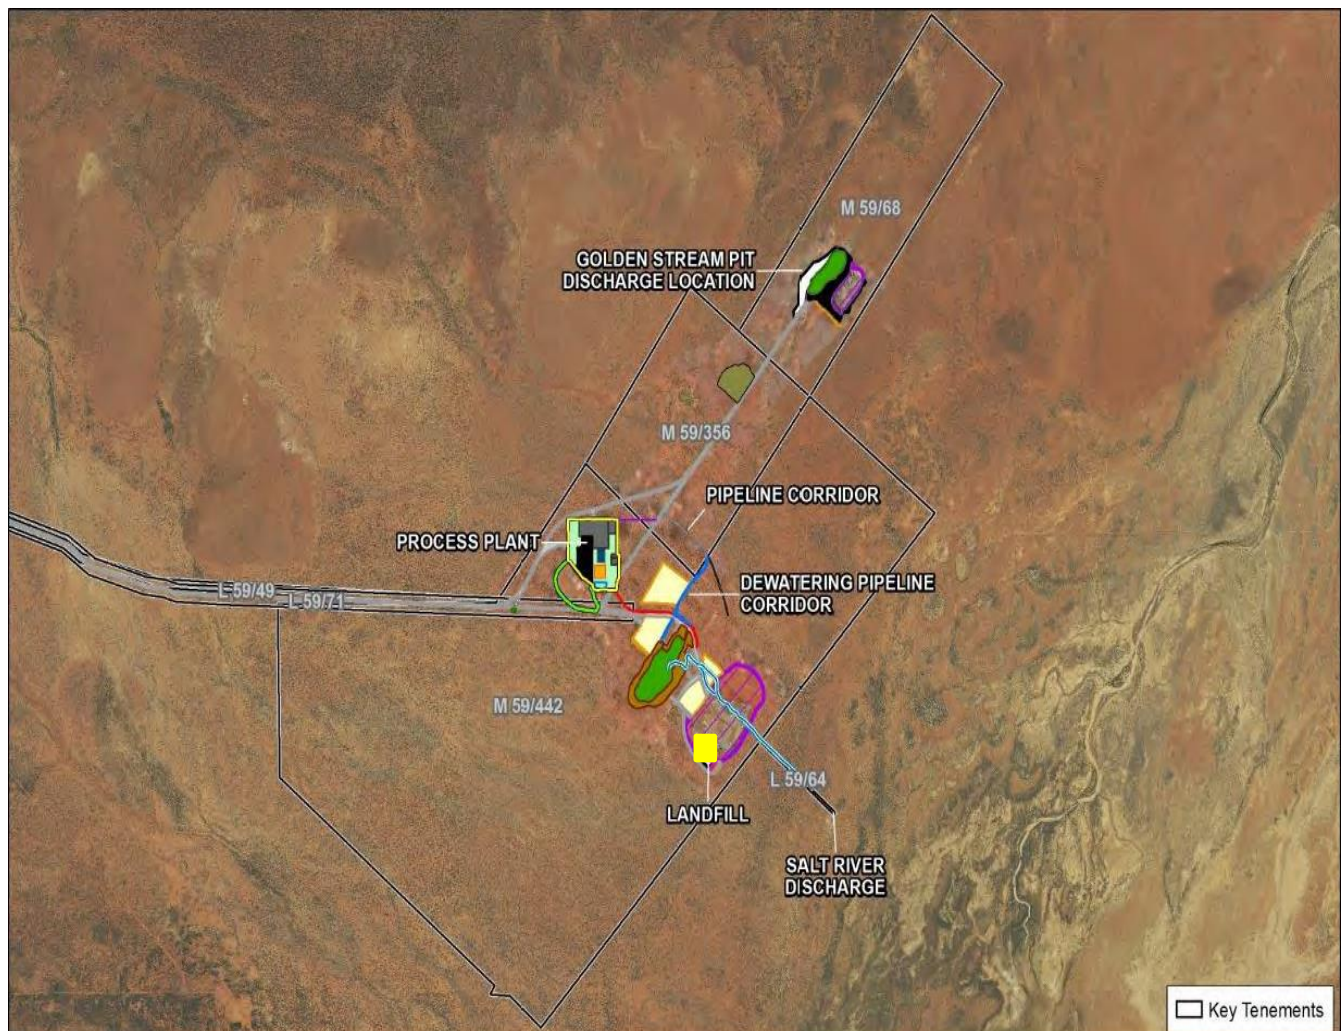 M 59/68
GOLDEN STREAM PIT
DISCHARGE LOCATION
M 59/356
PIPELINE CORRIDOR
PROCESS PLANT
DEWATERING PIPELINE
CORRIDOR
L 59/49
L 59/71
M 59/442
L 59/64
LANDFILL
SALT RIVER
DISCHARGE
Key Tenements